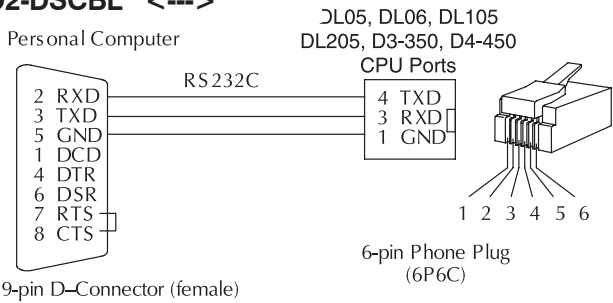 D2-DSCBL <--->
DL05, DL06, DL105
DL205, D3-350, D4-450
CPU Ports
Personal Computer
RS232C
2 RXD
3 TXD
5 GND
1 DCD
4 DTR
6 DSR
7 RTS
8 CTS
4 TXD
3 RXD
1 GND
1 2 3 4 5 6
6-pin Phone Plug
(6P6C)
9-pin D–Connector (female)